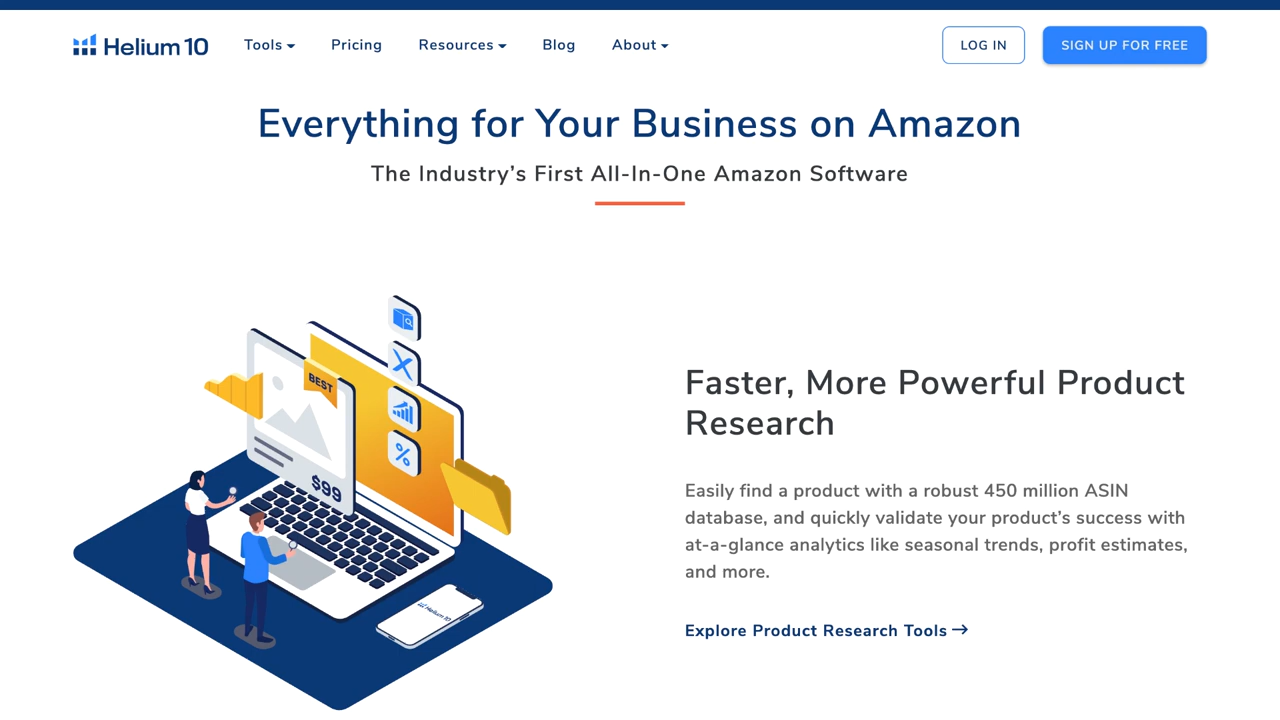 Helium 10
Tools
Pricing
Resources
Blog
About
LOG IN
SIGN UP FOR FREE
Everything for Your Business on Amazon
The Industry’s First All-In-One Amazon Software
BEST
$99
Helium 10
Faster, More Powerful Product
Research
Easily find a product with a robust 450 million ASIN
database, and quickly validate your product’s success with
at-a-glance analytics like seasonal trends, profit estimates,
and more.
Explore Product Research Tools →